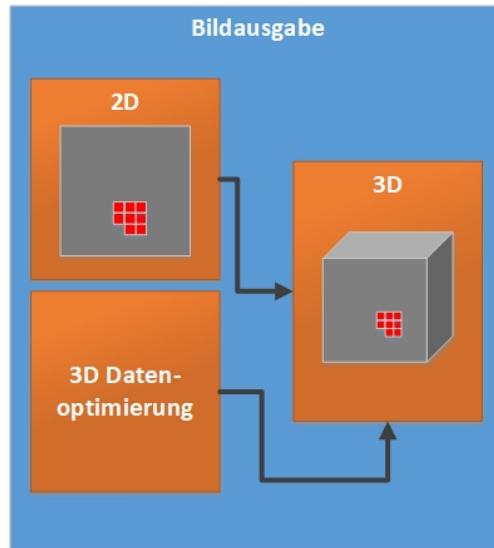 Bildausgabe
2D
3D
3D Daten-
optimierung